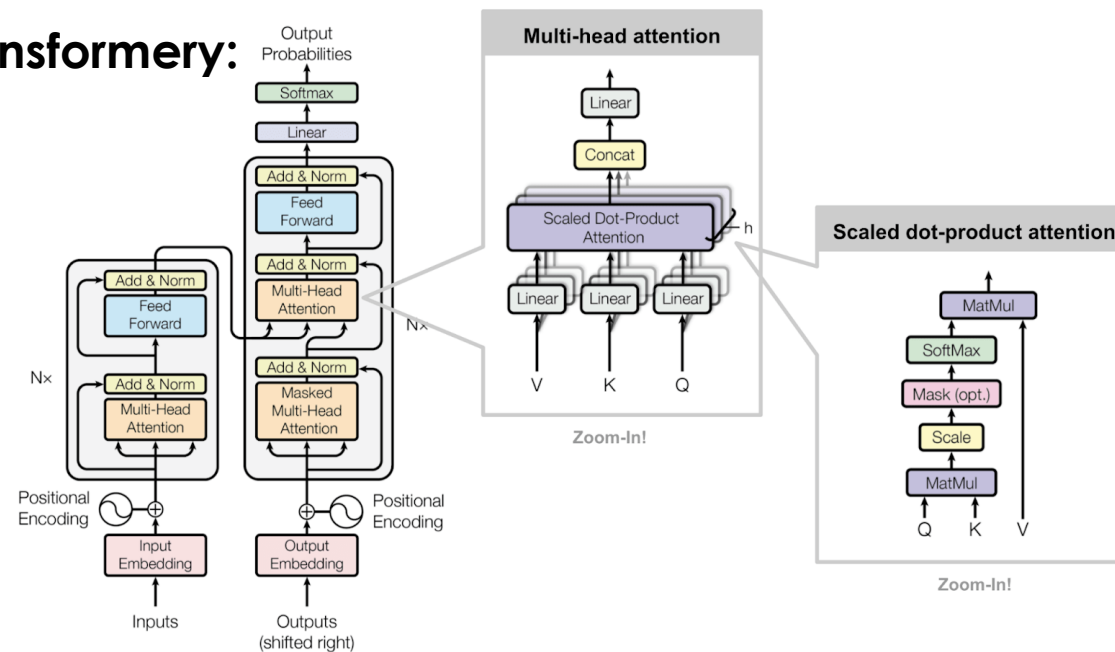 nsformery:
Output
Probabilities
Softmax
Linear
Add & Norm
Feed
Forward
Add & Norm
Multi-Head
Attention
Nx
Add & Norm
Masked
Multi-Head
Attention
Positional
Encoding
Output
Embedding
Outputs
(shifted right)
Add & Norm
Feed
Forward
Nx
Add & Norm
Multi-Head
Attention
Positional
Encoding
Input
Embedding
Inputs
Multi-head attention
Linear
Concat
Scaled Dot-Product
Attention
h
Linear Linear Linear
V K Q
Zoom-In!
Scaled dot-product attention
MatMul
SoftMax
Mask (opt.)
Scale
MatMul
Q K V
Zoom-In!